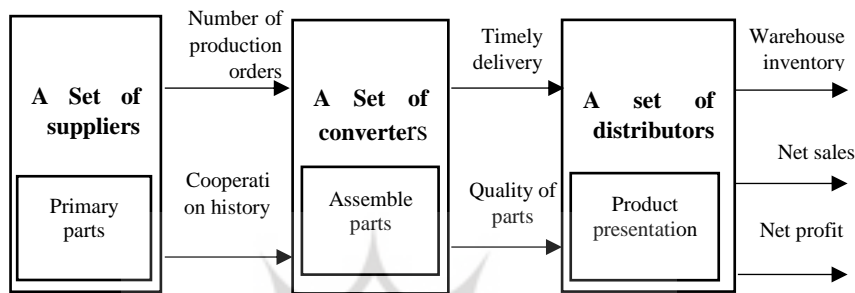 A Set of
suppliers
Primary
parts
Number of
production
orders
Cooperati
on history
A Set of
converters
Assemble
parts
Timely
delivery
Quality of
parts
A set of
distributors
Product
presentation
Warehouse
inventory
Net sales
Net profit